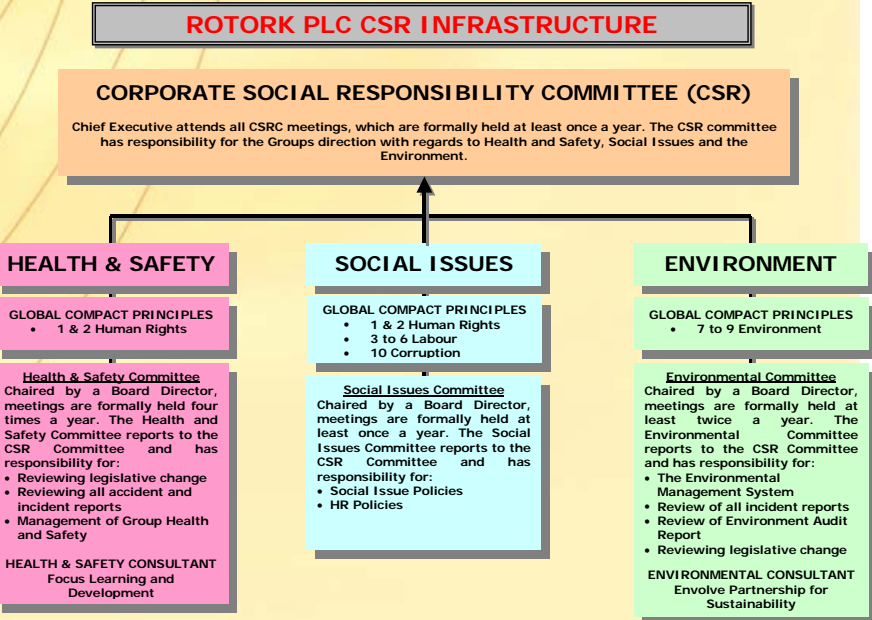 ROTORK PLC CSR INFRASTRUCTURE
CORPORATE SOCIAL RESPONSIBILITY COMMITTEE (CSR)
Chief Executive attends all CSRC meetings, which are formally held at least once a year. The CSR committee
has responsibility for the Groups direction with regards to Health and Safety, Social Issues and the
Environment.
HEALTH & SAFETY
GLOBAL COMPACT PRINCIPLES
• 1 & 2 Human Rights
Health & Safety Committee
Chaired by a Board Director,
meetings are formally held four
times a year. The Health and
Safety Committee reports to the
CSR Committee and has
responsibility for:
• Reviewing legislative change
• Reviewing all accident and
incident reports
• Management of Group Health
and Safety
HEALTH & SAFETY CONSULTANT
Focus Learning and
Development
SOCIAL ISSUES
GLOBAL COMPACT PRINCIPLES
• 1 & 2 Human Rights
• 3 to 6 Labour
• 10 Corruption
Social Issues Committee
Chaired by a Board Director,
meetings are formally held at
least once a year. The Social
Issues Committee reports to the
CSR Committee and has
responsibility for:
• Social Issue Policies
• HR Policies
ENVIRONMENT
GLOBAL COMPACT PRINCIPLES
• 7 to 9 Environment
Environmental Committee
Chaired by a Board Director,
meetings are formally held at
least twice a year. The
Environmental Committee
reports to the CSR Committee
and has responsibility for:
• The Environmental
Management System
• Review of all incident reports
• Review of Environment Audit
Report
• Reviewing legislative change
ENVIRONMENTAL CONSULTANT
Envolve Partnership for
Sustainability